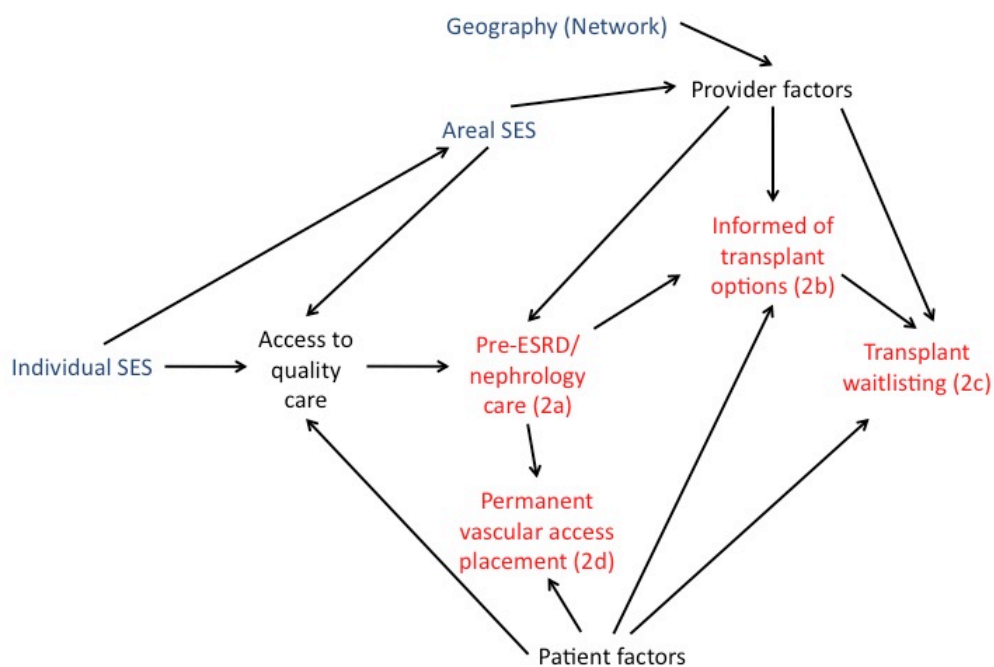 Geography (Network)
Provider factors
Areal SES
Informed of
transplant
options (2b)
Individual SES
Access to
quality
care
Pre-ESRD/
nephrology
care (2a)
Transplant
waitlisting (2c)
Permanent
vascular access
placement (2d)
Patient factors